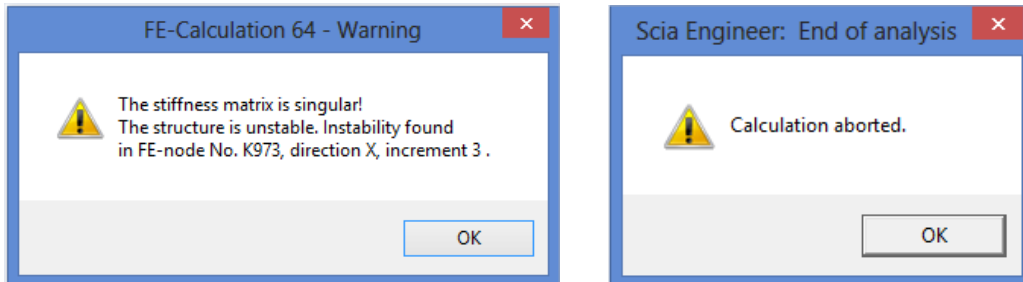 FE-Calculation 64 - Warning
The stiffness matrix is singular!
The structure is unstable. Instability found
in FE-node No. K973, direction X, increment 3 .
OK
Scia Engineer: End of analysis
Calculation aborted.
OK